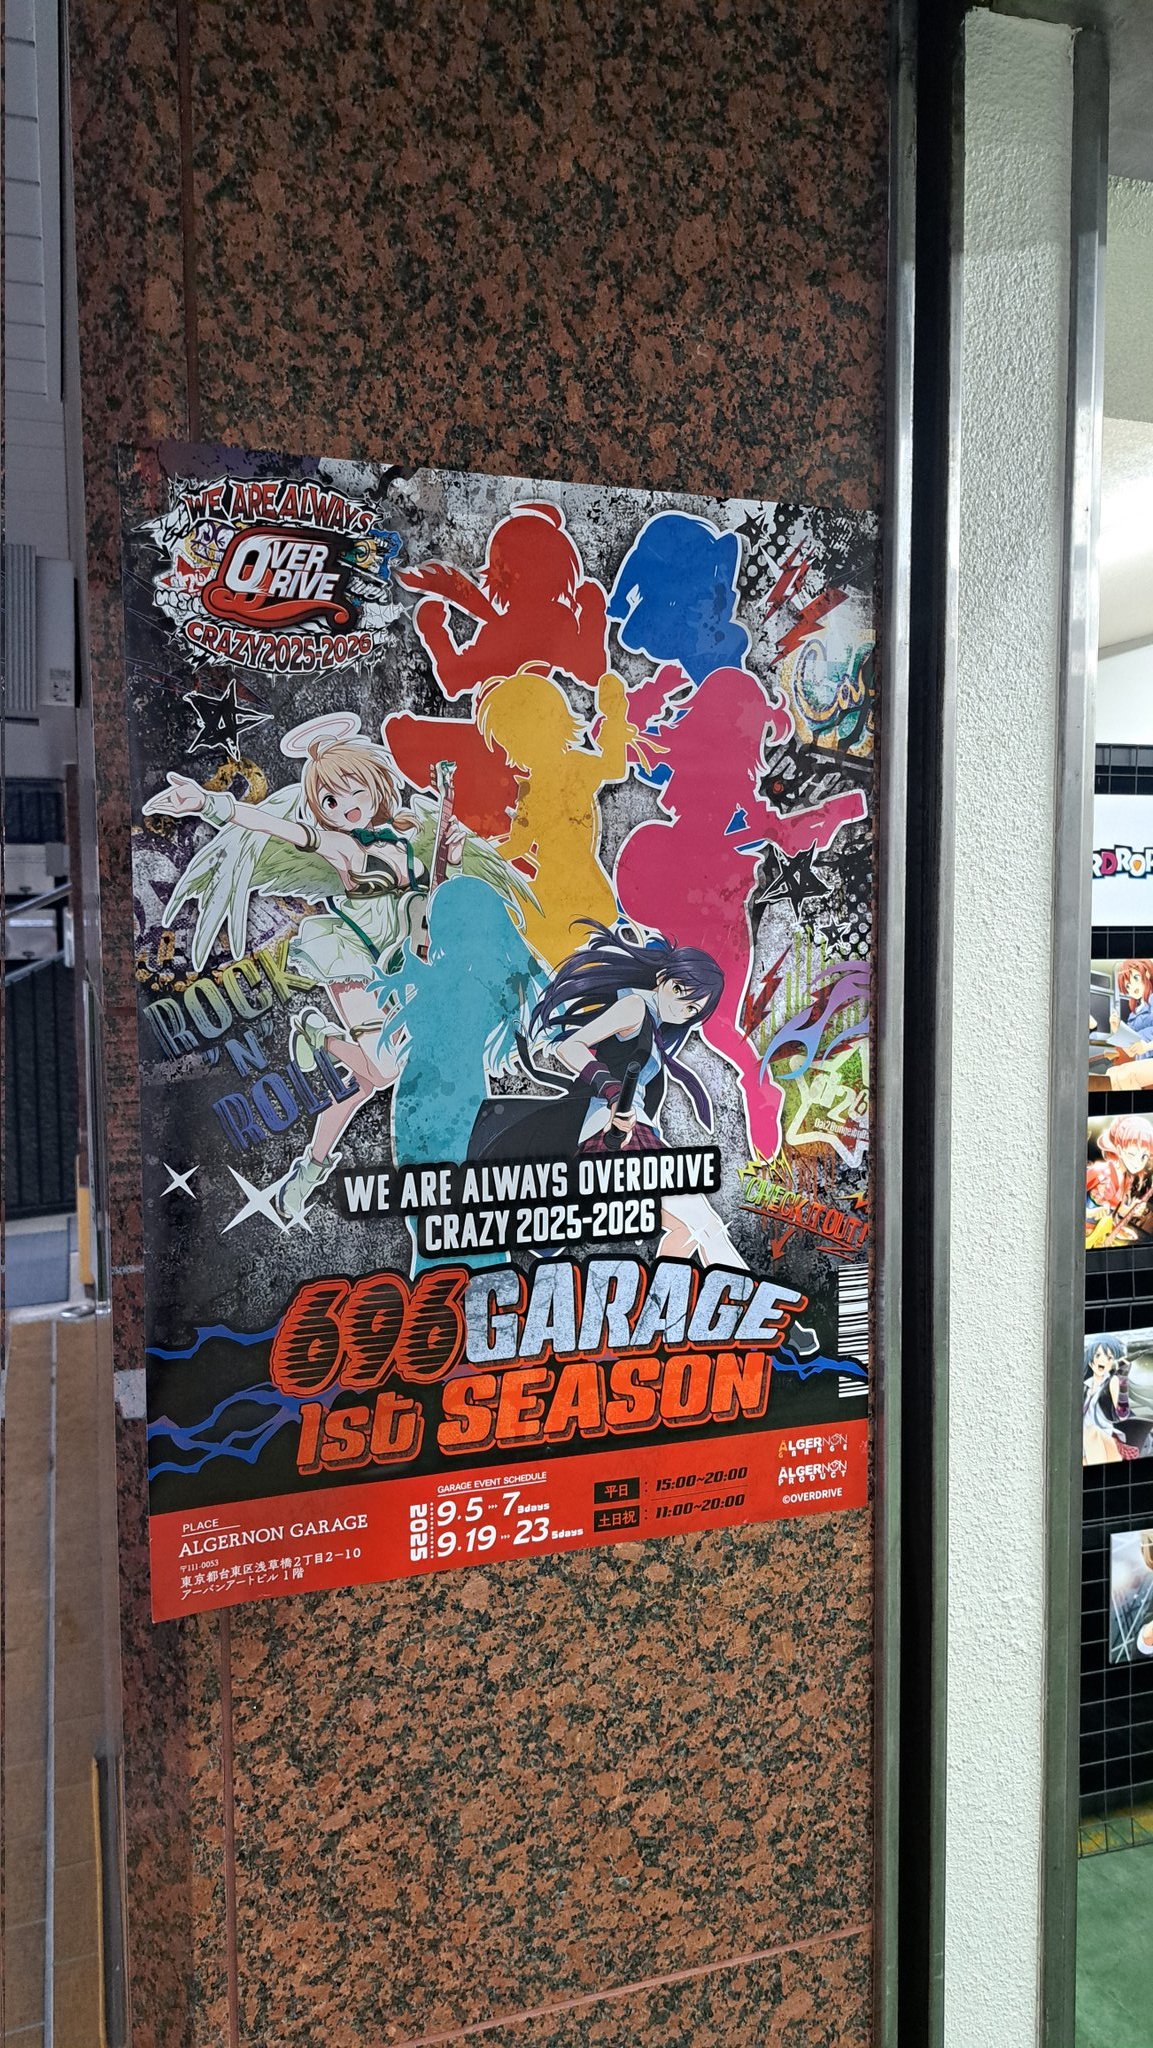 WE ARE ALWAYS
OVER
DRIVE
CRAZY 2025-2026
ROCK
'N'
ROLL
CHECK IT OUT!
WE ARE ALWAYS OVERDRIVE
CRAZY 2025-2026
696 GARAGE
1st SEASON
PLACE
ALGERNON GARAGE
〒111-0053
東京都台東区浅草橋2丁目2-10
アーバンアートビル 1階
GARAGE EVENT SCHEDULE
2025
9.5 … 7 3days
9.19 … 23 5days
平日 : 15:00~20:00
土日祝 : 11:00~20:00
ALGERNON
GARAGE
ALGERNON
PRODUCT
©OVERDRIVE